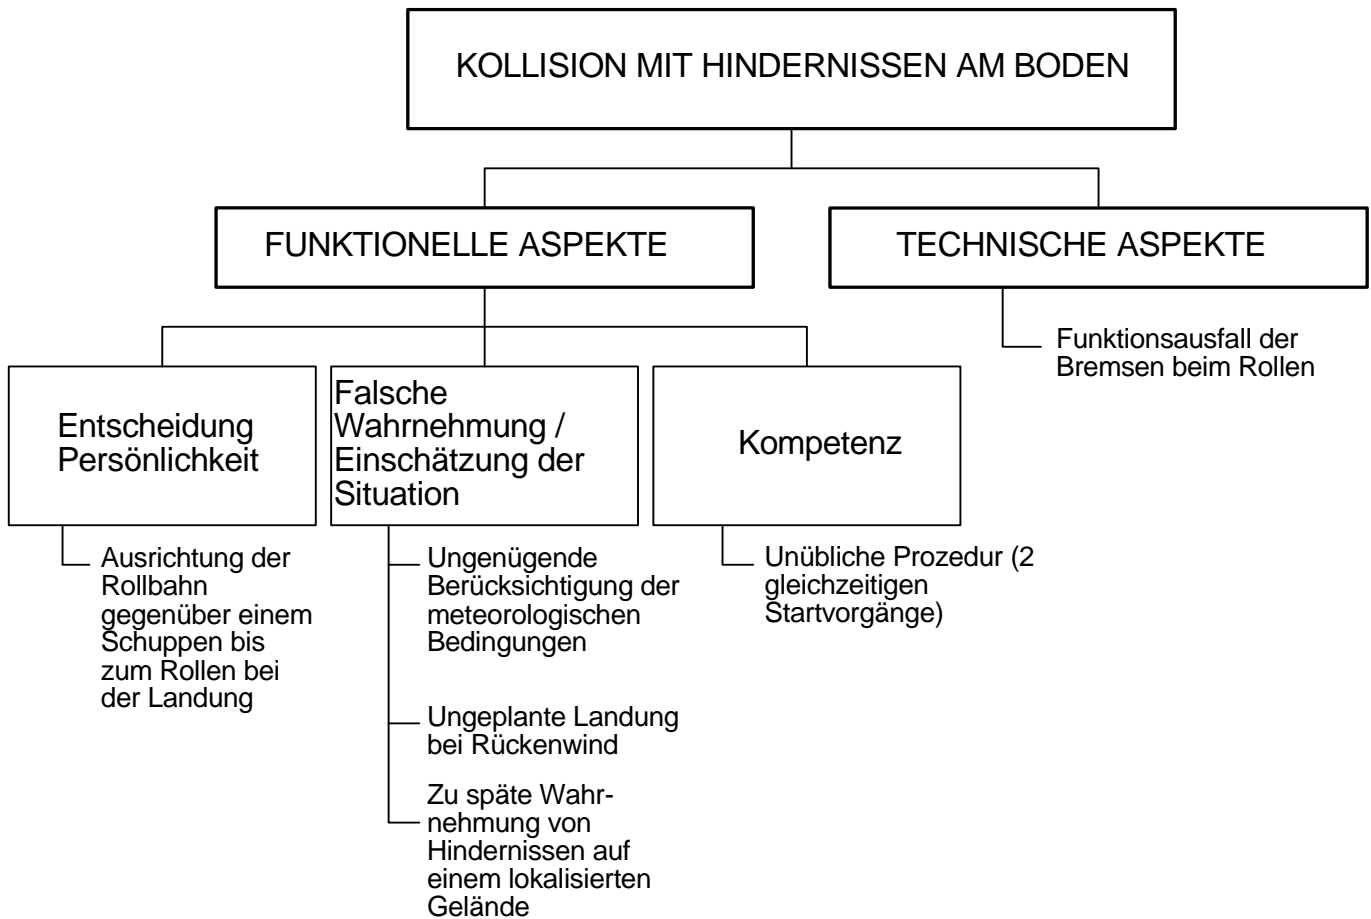 KOLLISION MIT HINDERNISSEN AM BODEN
FUNKTIONELLE ASPEKTE
TECHNISCHE ASPEKTE
Funktionsausfall der
Bremsen beim Rollen
Entscheidung
Persönlichkeit
Falsche
Wahrnehmung /
Einschätzung der
Situation
Kompetenz
Ausrichtung der
Rollbahn
gegenüber einem
Schuppen bis
zum Rollen bei
der Landung
Ungenügende
Berücksichtigung der
meteorologischen
Bedingungen
Ungeplante Landung
bei Rückenwind
Zu späte Wahr-
nehmung von
Hindernissen auf
einem lokalisierten
Gelände
Unübliche Prozedur (2
gleichzeitigen
Startvorgänge)